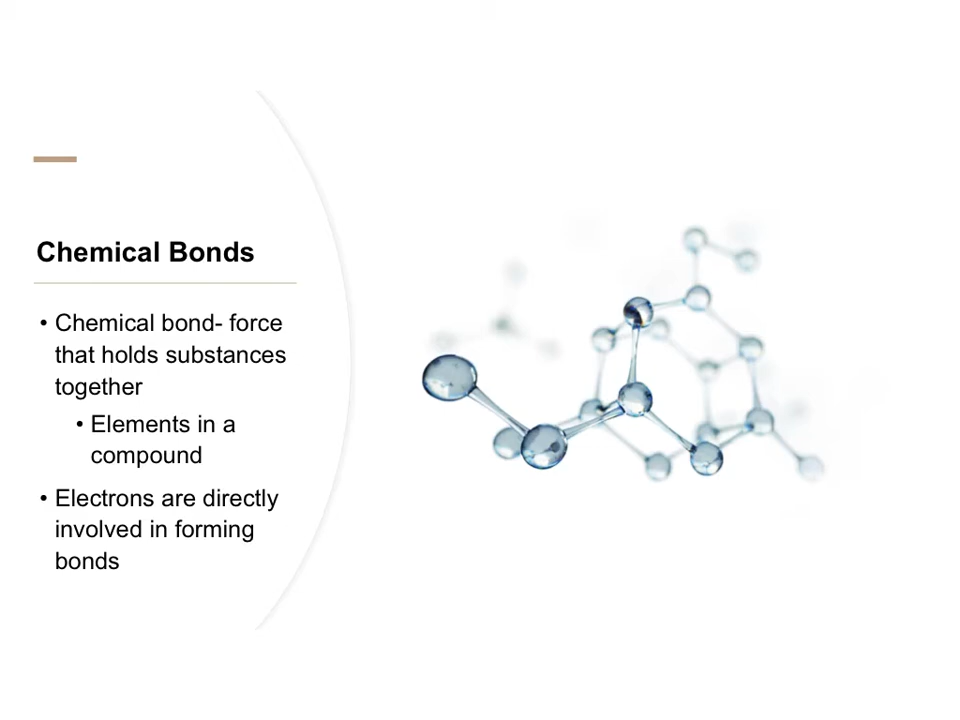 Chemical Bonds
• Chemical bond- force
that holds substances
together
• Elements in a
compound
• Electrons are directly
involved in forming
bonds